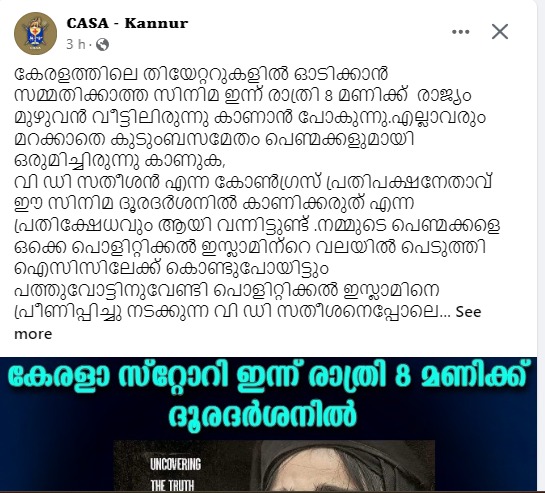 CASA - Kannur
3 h ·
കേരളത്തിലെ തിയേറ്ററുകളിൽ ഓടിക്കാൻ
സമ്മതിക്കാത്ത സിനിമ ഇന്ന് രാത്രി 8 മണിക്ക് രാജ്യം
മുഴുവൻ വീട്ടിലിരുന്നു കാണാൻ പോകുന്നു.എല്ലാവരും
മറക്കാതെ കുടുംബസമേതം പെണ്മക്കളുമായി
ഒരുമിച്ചിരുന്നു കാണുക,
വി ഡി സതീശൻ എന്ന കോൺഗ്രസ് പ്രതിപക്ഷനേതാവ്
ഈ സിനിമ ദൂരദർശനിൽ കാണിക്കരുത് എന്ന
പ്രതിക്ഷേധവും ആയി വന്നിട്ടുണ്ട് .നമ്മുടെ പെണ്മക്കളെ
ഒക്കെ പൊളിറ്റിക്കൽ ഇസ്ലാമിൻറെ വലയിൽ പെടുത്തി
ഐസിസിലേക്ക് കൊണ്ടുപോയിട്ടും
പത്തുവോട്ടിനുവേണ്ടി പൊളിറ്റിക്കൽ ഇസ്ലാമിനെ
പ്രീണിപ്പിച്ചു നടക്കുന്ന വി ഡി സതീശനെപ്പോലെ... See
more
കേരളാ സ്റ്റോറി ഇന്ന് രാത്രി 8 മണിക്ക്
ദൂരദർശനിൽ
UNCOVERING
THE TRUTH